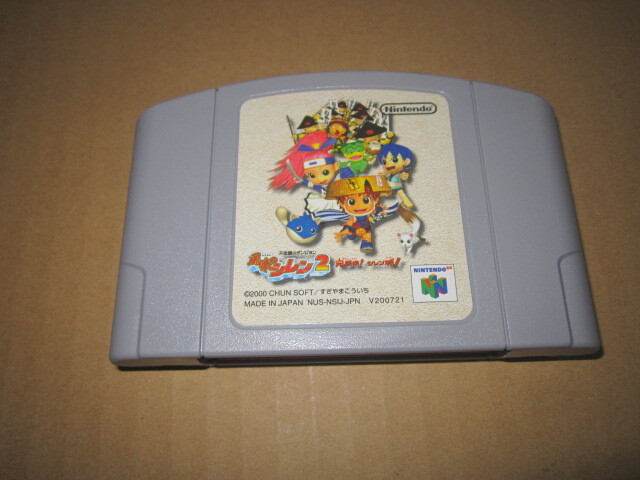 Nintendo
不思議のダンジョン
風来のシレン2
鬼襲来!シレン城!
NINTENDO 64
©2000 CHUN SOFT/すぎやまこういち
MADE IN JAPAN NUS-NSIJ-JPN V200721